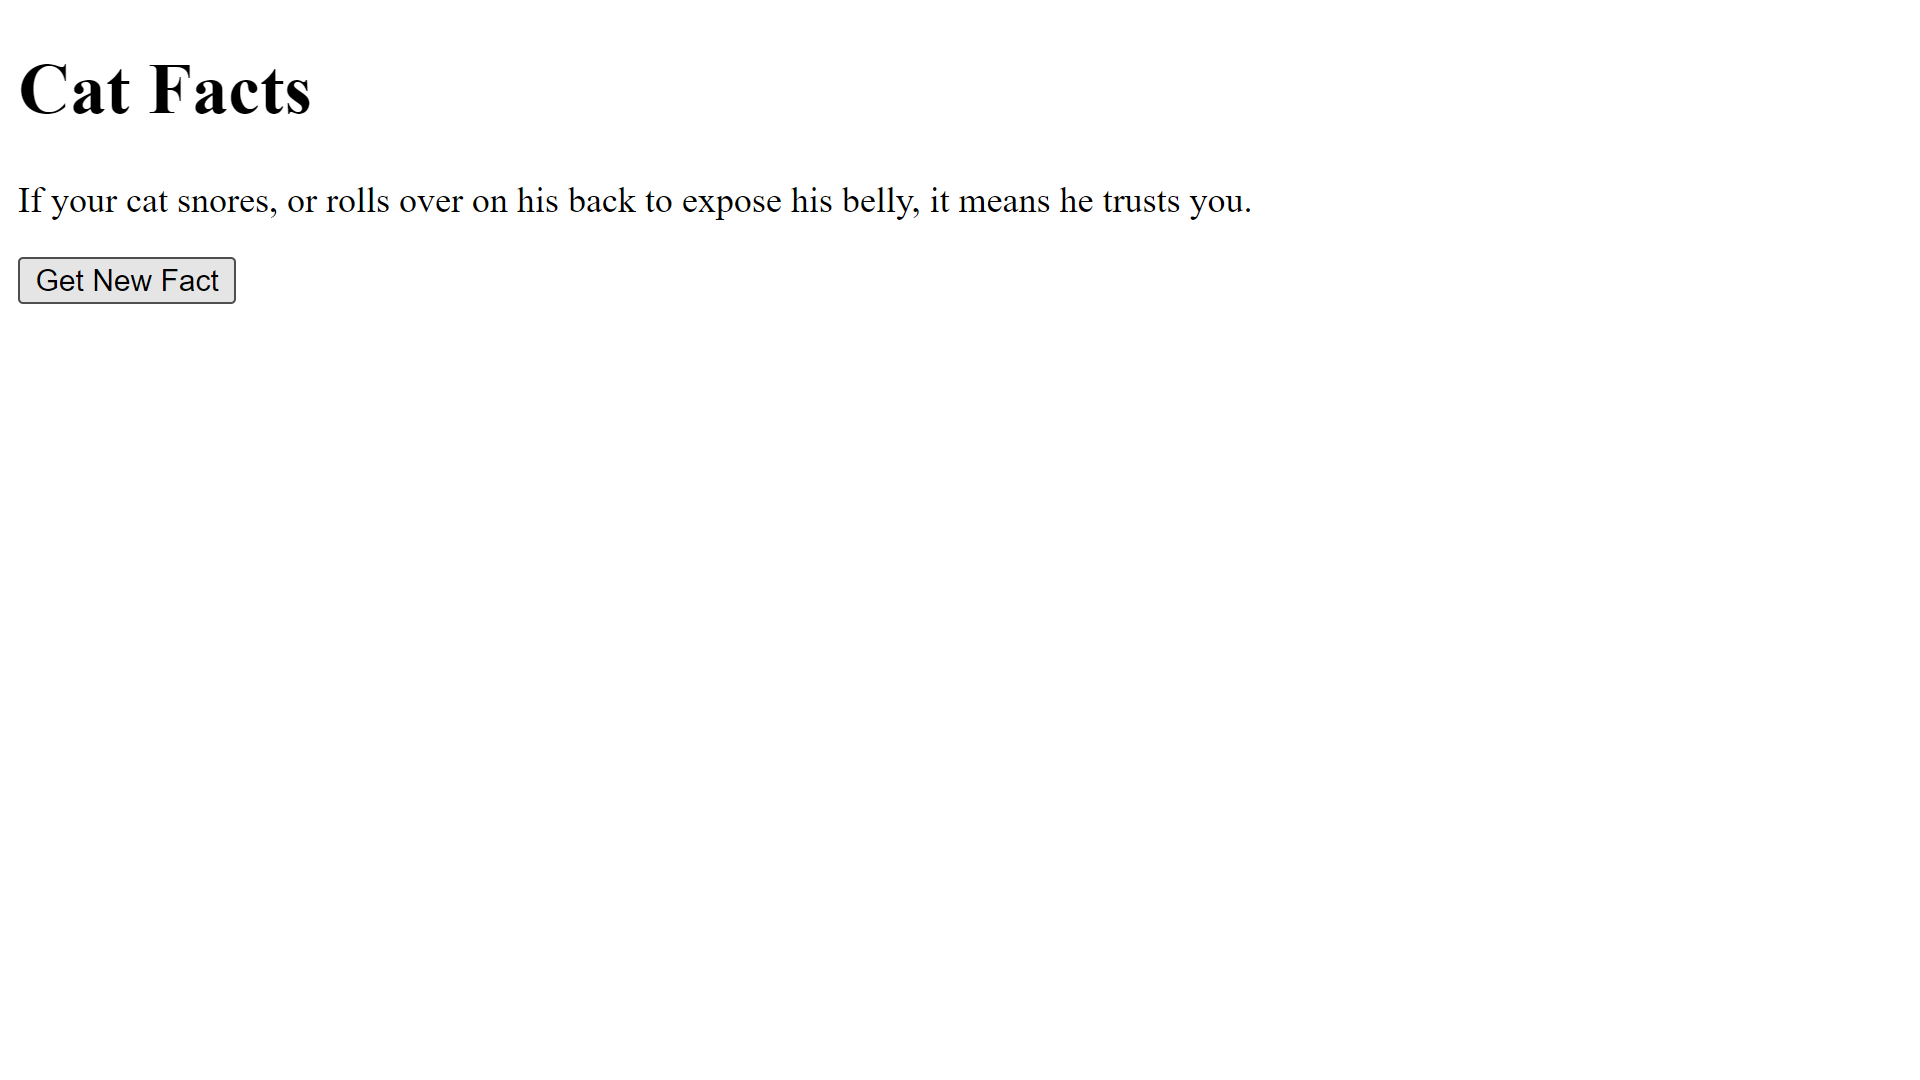 Cat Facts
If your cat snores, or rolls over on his back to expose his belly, it means he trusts you.
Get New Fact